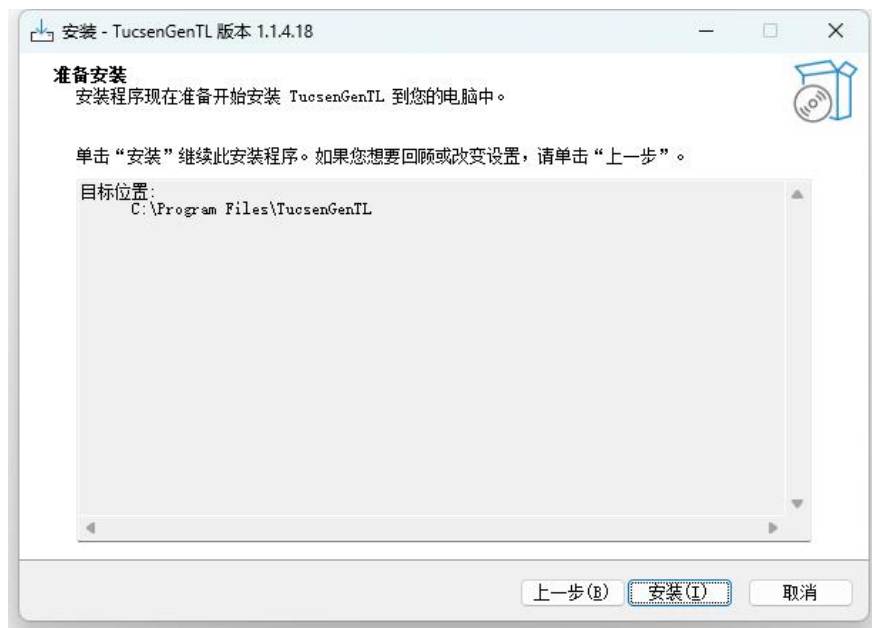 安装 - TucsenGenTL 版本 1.1.4.18
准备安装
安装程序现在准备开始安装 TucsenGenTL 到您的电脑中。
单击“安装”继续此安装程序。如果您想要回顾或改变设置,请单击“上一步”。
目标位置:
C:\Program Files\TucsenGenTL
上一步(B) 安装(I) 取消